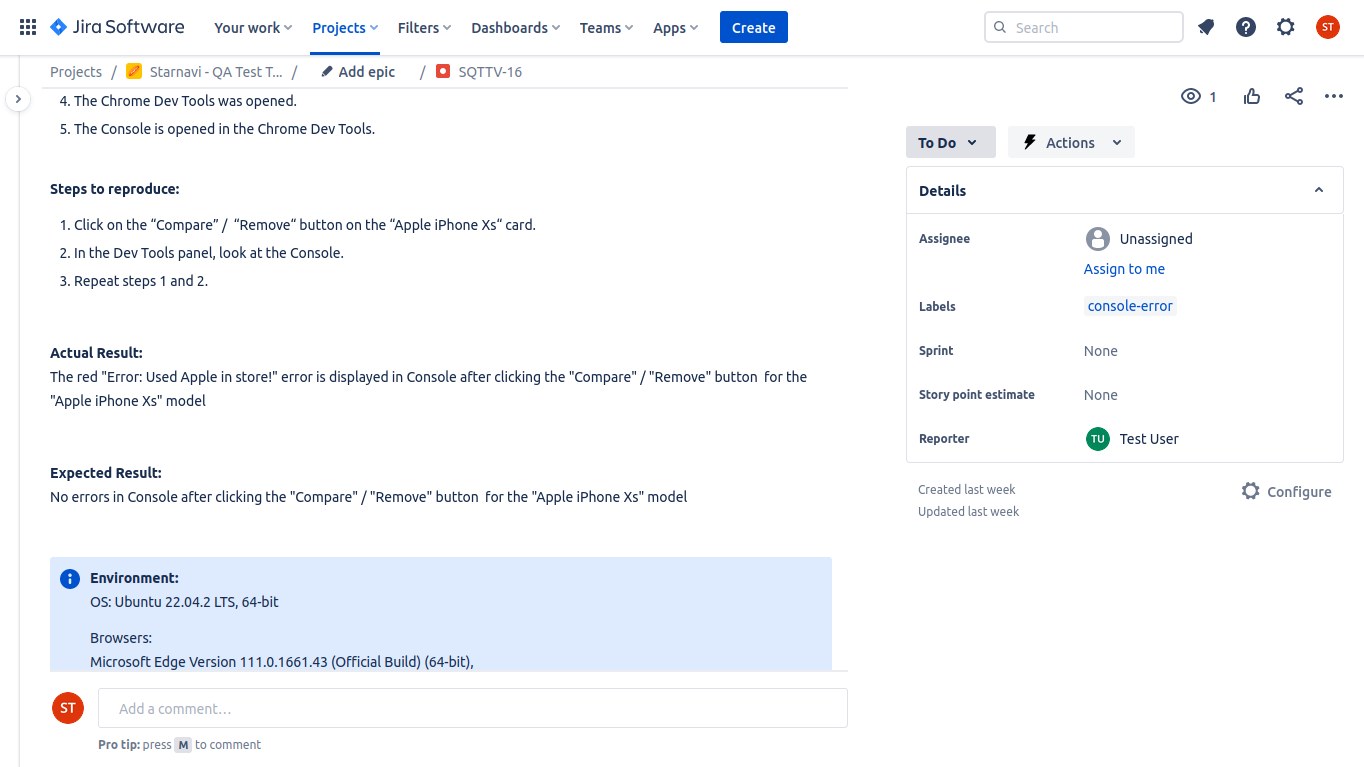 Jira Software
Your work
Projects
Filters
Dashboards
Teams
Apps
Create
Search
ST
Projects / Starnavi - QA Test T... / Add epic / SQTTV-16
1
4. The Chrome Dev Tools was opened.
5. The Console is opened in the Chrome Dev Tools.
Steps to reproduce:
1. Click on the “Compare” /  “Remove“ button on the “Apple iPhone Xs“ card.
2. In the Dev Tools panel, look at the Console.
3. Repeat steps 1 and 2.
Actual Result:
The red "Error: Used Apple in store!" error is displayed in Console after clicking the "Compare" / "Remove" button  for the
"Apple iPhone Xs" model
Expected Result:
No errors in Console after clicking the "Compare" / "Remove" button  for the "Apple iPhone Xs" model
Environment:
OS: Ubuntu 22.04.2 LTS, 64-bit
Browsers:
Microsoft Edge Version 111.0.1661.43 (Official Build) (64-bit),
ST
Add a comment…
Pro tip: press M to comment
To Do
Actions
Details
Assignee
Unassigned
Assign to me
Labels
console-error
Sprint
None
Story point estimate
None
Reporter
TU
Test User
Created last week
Updated last week
Configure